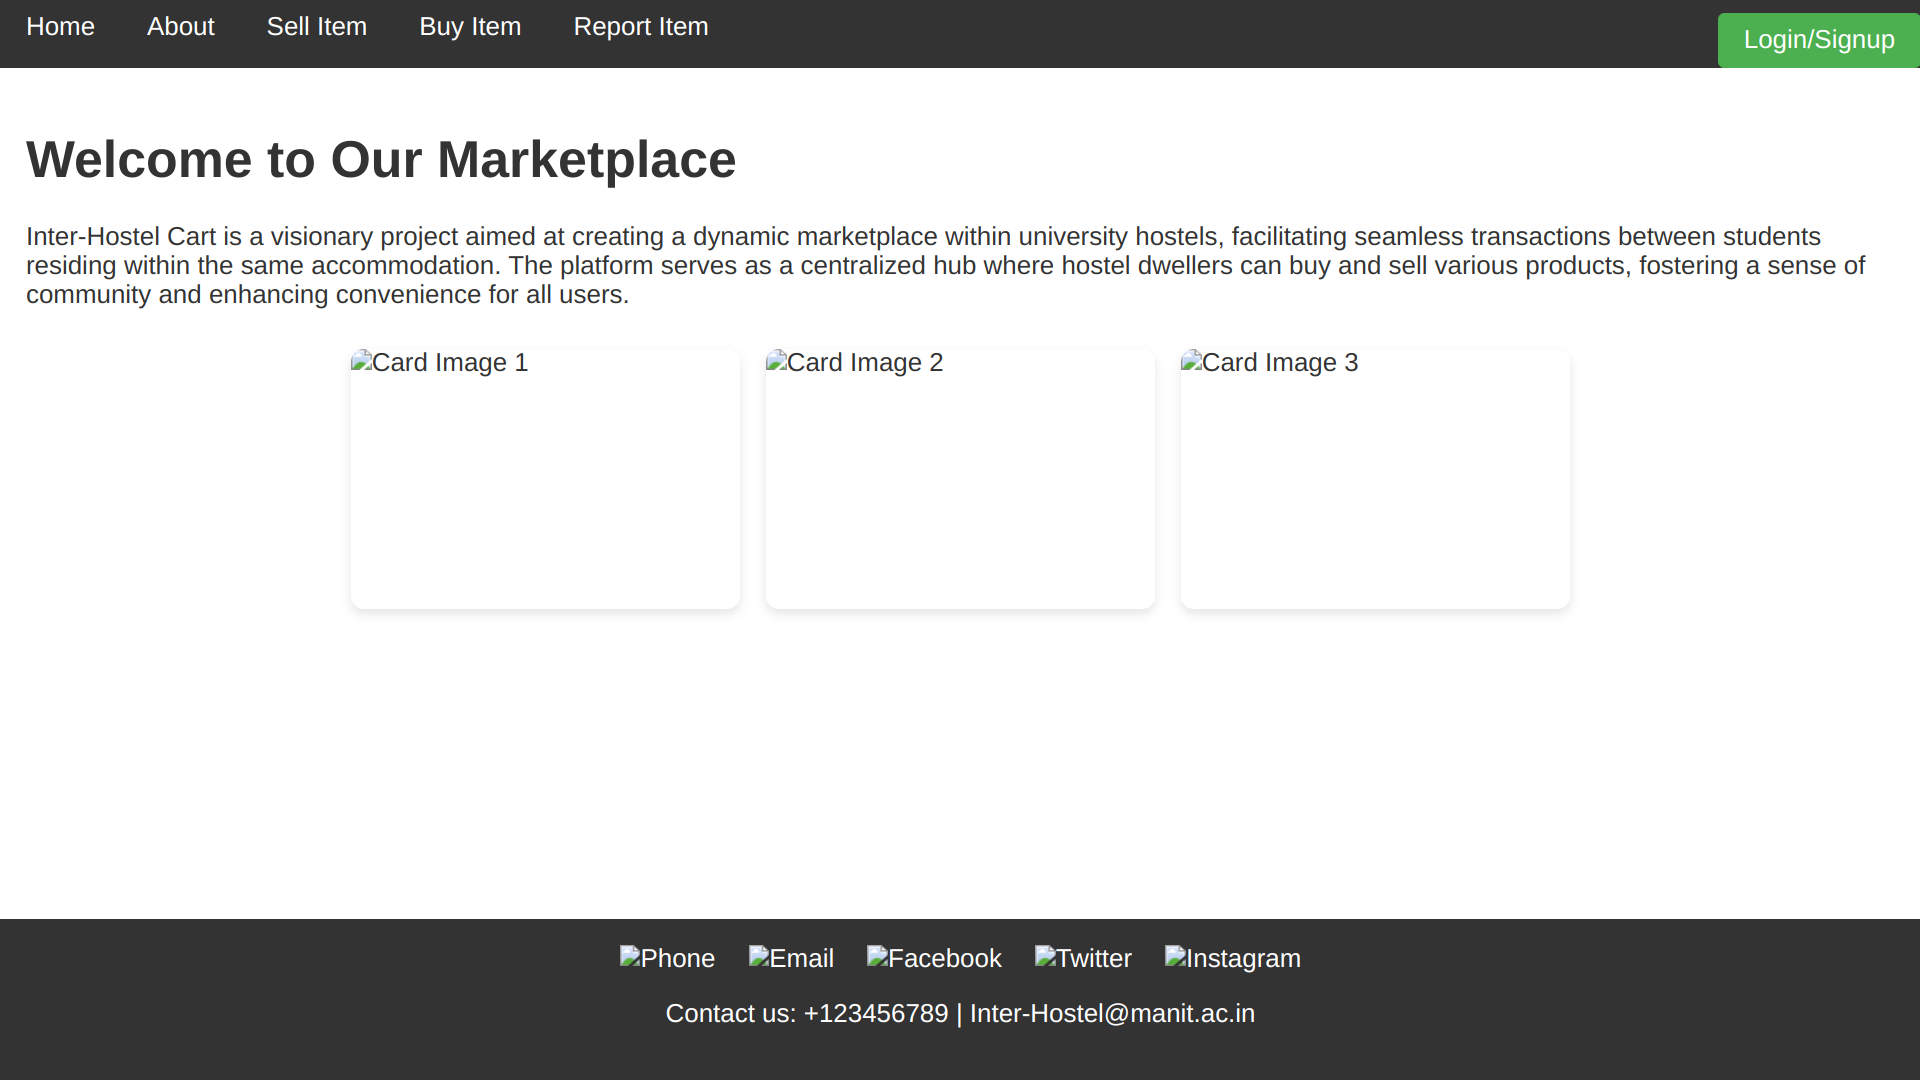 Home About Sell Item Buy Item Report Item Login/Signup
Welcome to Our Marketplace
Inter-Hostel Cart is a visionary project aimed at creating a dynamic marketplace within university hostels, facilitating seamless transactions between students
residing within the same accommodation. The platform serves as a centralized hub where hostel dwellers can buy and sell various products, fostering a sense of
community and enhancing convenience for all users.
Card Image 1 Card Image 2 Card Image 3
Phone Email Facebook Twitter Instagram
Contact us: +123456789 | Inter-Hostel@manit.ac.in